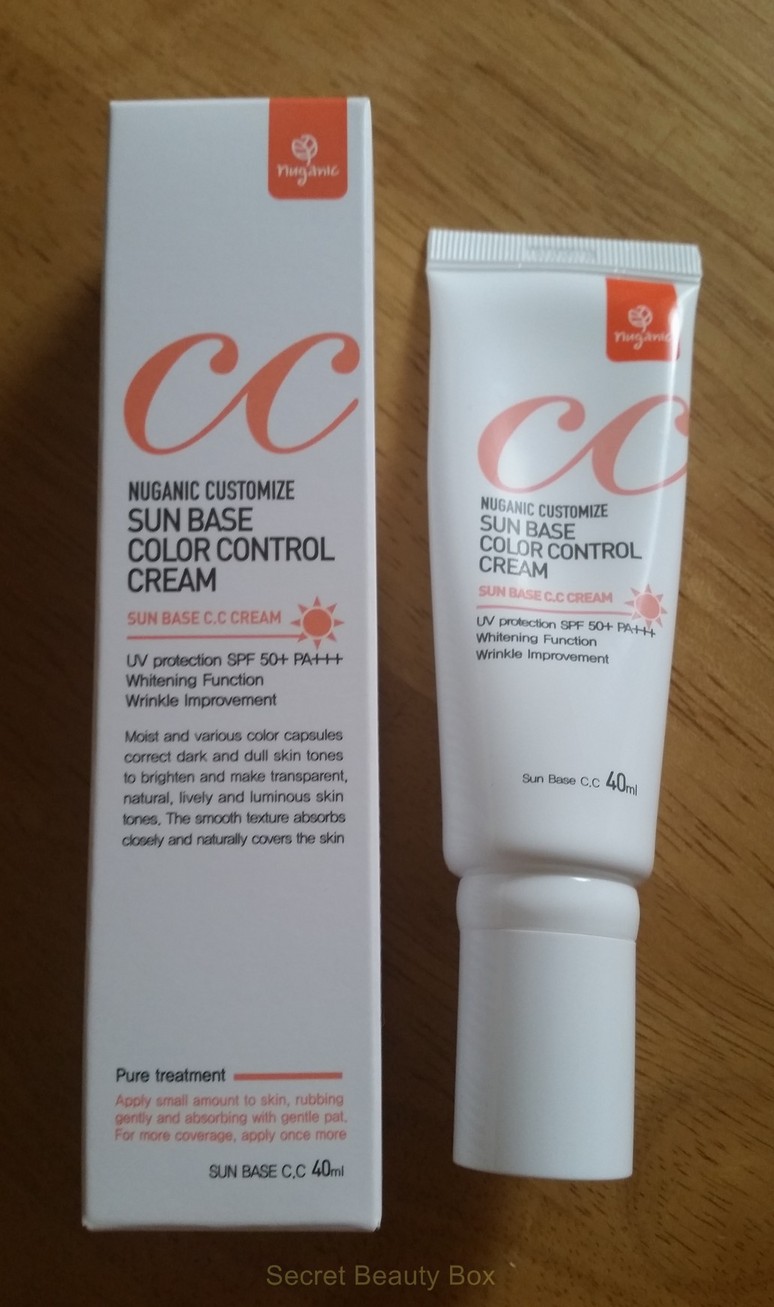 nuganic
CC
NUGANIC CUSTOMIZE
SUN BASE
COLOR CONTROL
CREAM
SUN BASE C.C CREAM
UV protection SPF 50+ PA+++
Whitening Function
Wrinkle Improvement
Moist and various color capsules
correct dark and dull skin tones
to brighten and make transparent,
natural, lively and luminous skin
tones. The smooth texture absorbs
closely and naturally covers the skin
Pure treatment
Apply small amount to skin, rubbing
gently and absorbing with gentle pat.
For more coverage, apply once more
SUN BASE C.C 40ml
nuganic
CC
NUGANIC CUSTOMIZE
SUN BASE
COLOR CONTROL
CREAM
SUN BASE C.C CREAM
UV protection SPF 50+ PA+++
Whitening Function
Wrinkle Improvement
Sun Base C.C 40ml
Secret Beauty Box